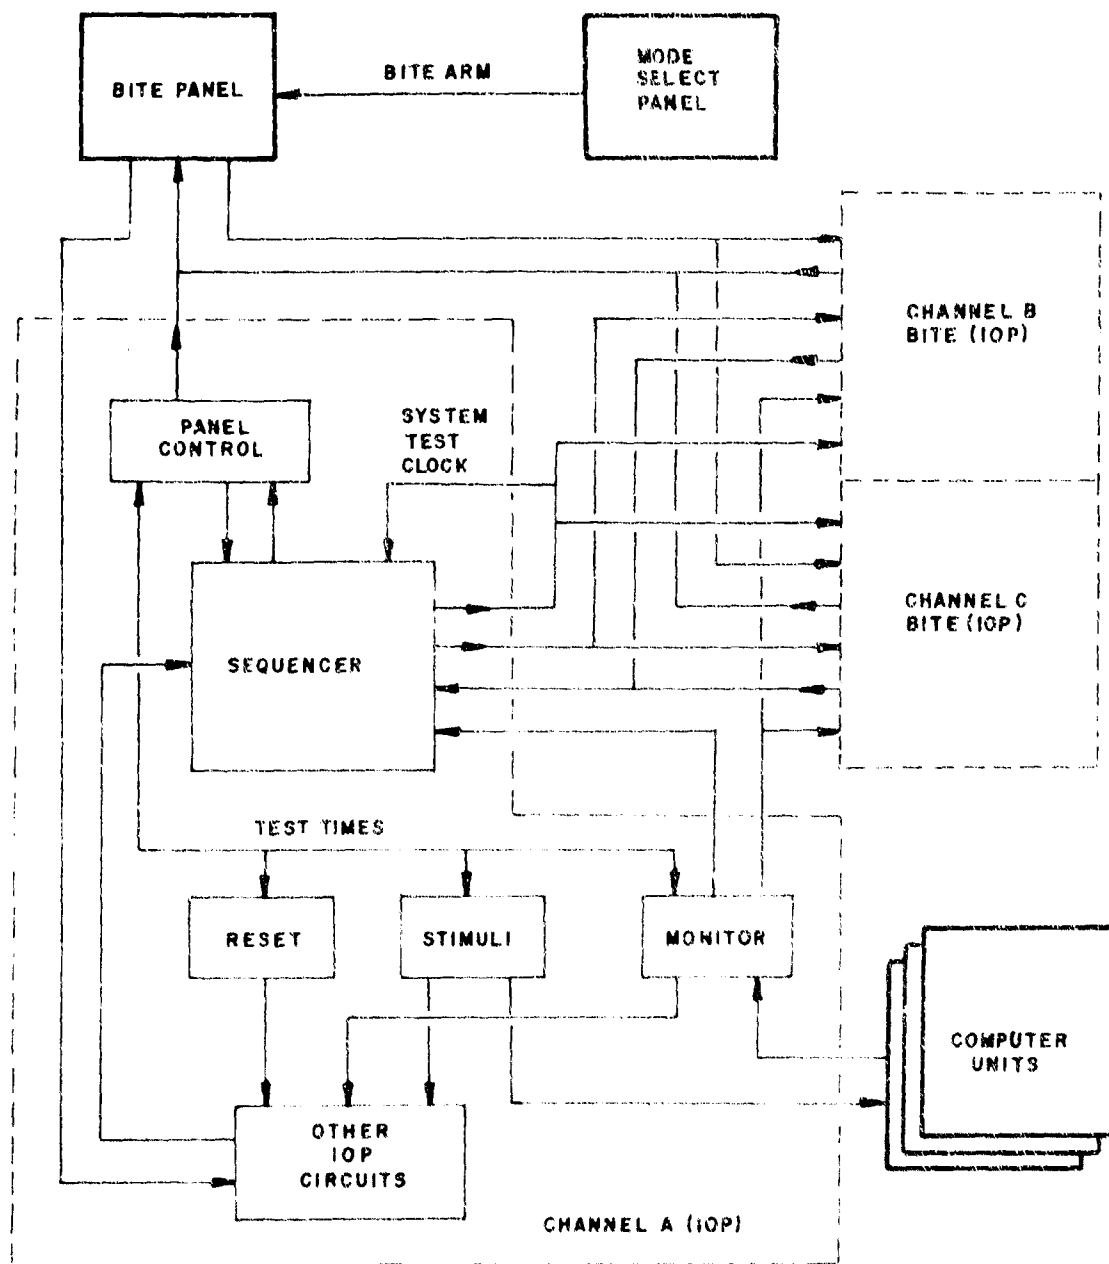 BITE PANEL
BITE ARM
MODE
SELECT
PANEL
CHANNEL B
BITE (IOP)
PANEL
CONTROL
SYSTEM
TEST
CLOCK
CHANNEL C
BITE (IOP)
SEQUENCER
TEST TIMES
RESET
STIMULI
MONITOR
COMPUTER
UNITS
OTHER
IOP
CIRCUITS
CHANNEL A (IOP)